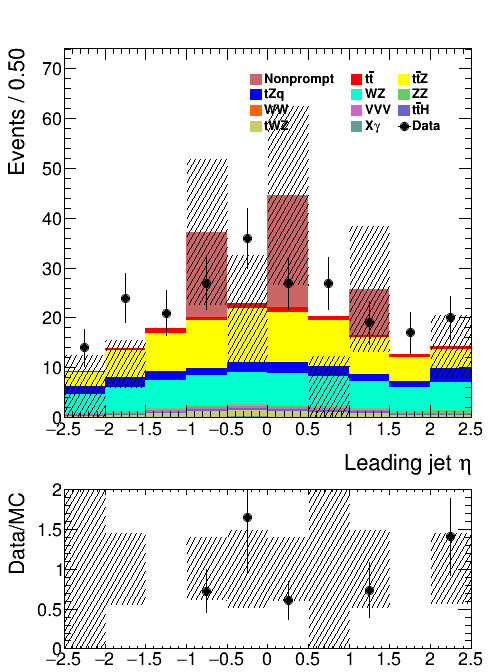 Events / 0.50
70
60
50
40
30
20
10
0
Nonprompt tt̄ tt̄Z
tZq WZ ZZ
WW VVV tt̄H
tWZ Xγ Data
−2.5 −2 −1.5 −1 −0.5 0 0.5 1 1.5 2 2.5
Leading jet η
Data/MC
2
1.5
1
0.5
0
−2.5 −2 −1.5 −1 −0.5 0 0.5 1 1.5 2 2.5